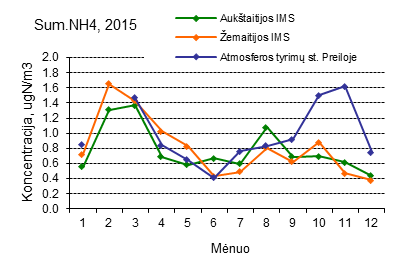 Sum.NH4, 2015
Aukštaitijos IMS
Žemaitijos IMS
Atmosferos tyrimų st. Preiloje
Koncentracija, ugN/m3
2.0
1.8
1.6
1.4
1.2
1.0
0.8
0.6
0.4
0.2
0.0
1 2 3 4 5 6 7 8 9 10 11 12
Mėnuo